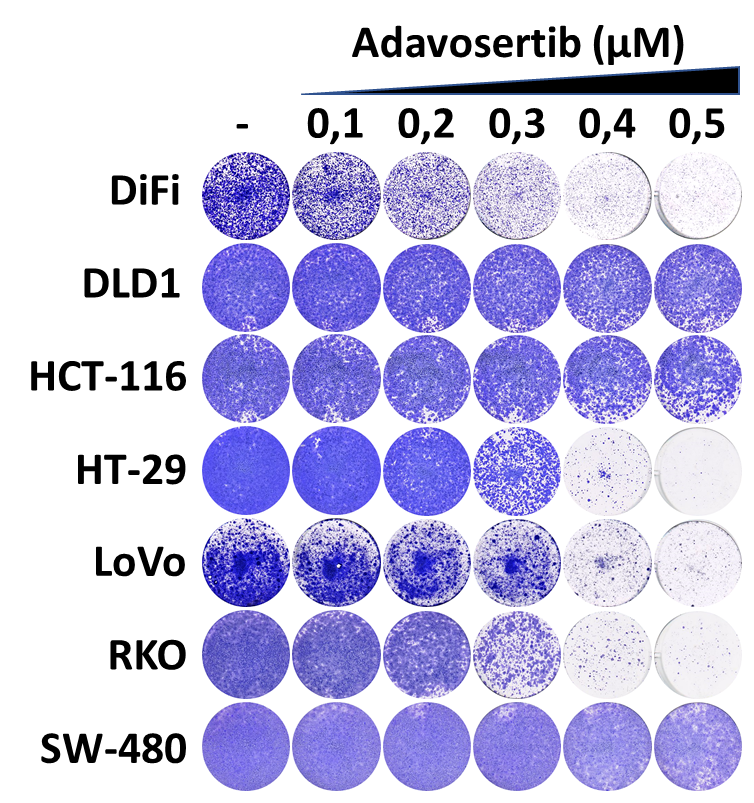 Adavosertib (µM)
- 0,1 0,2 0,3 0,4 0,5
DiFi
DLD1
HCT-116
HT-29
LoVo
RKO
SW-480